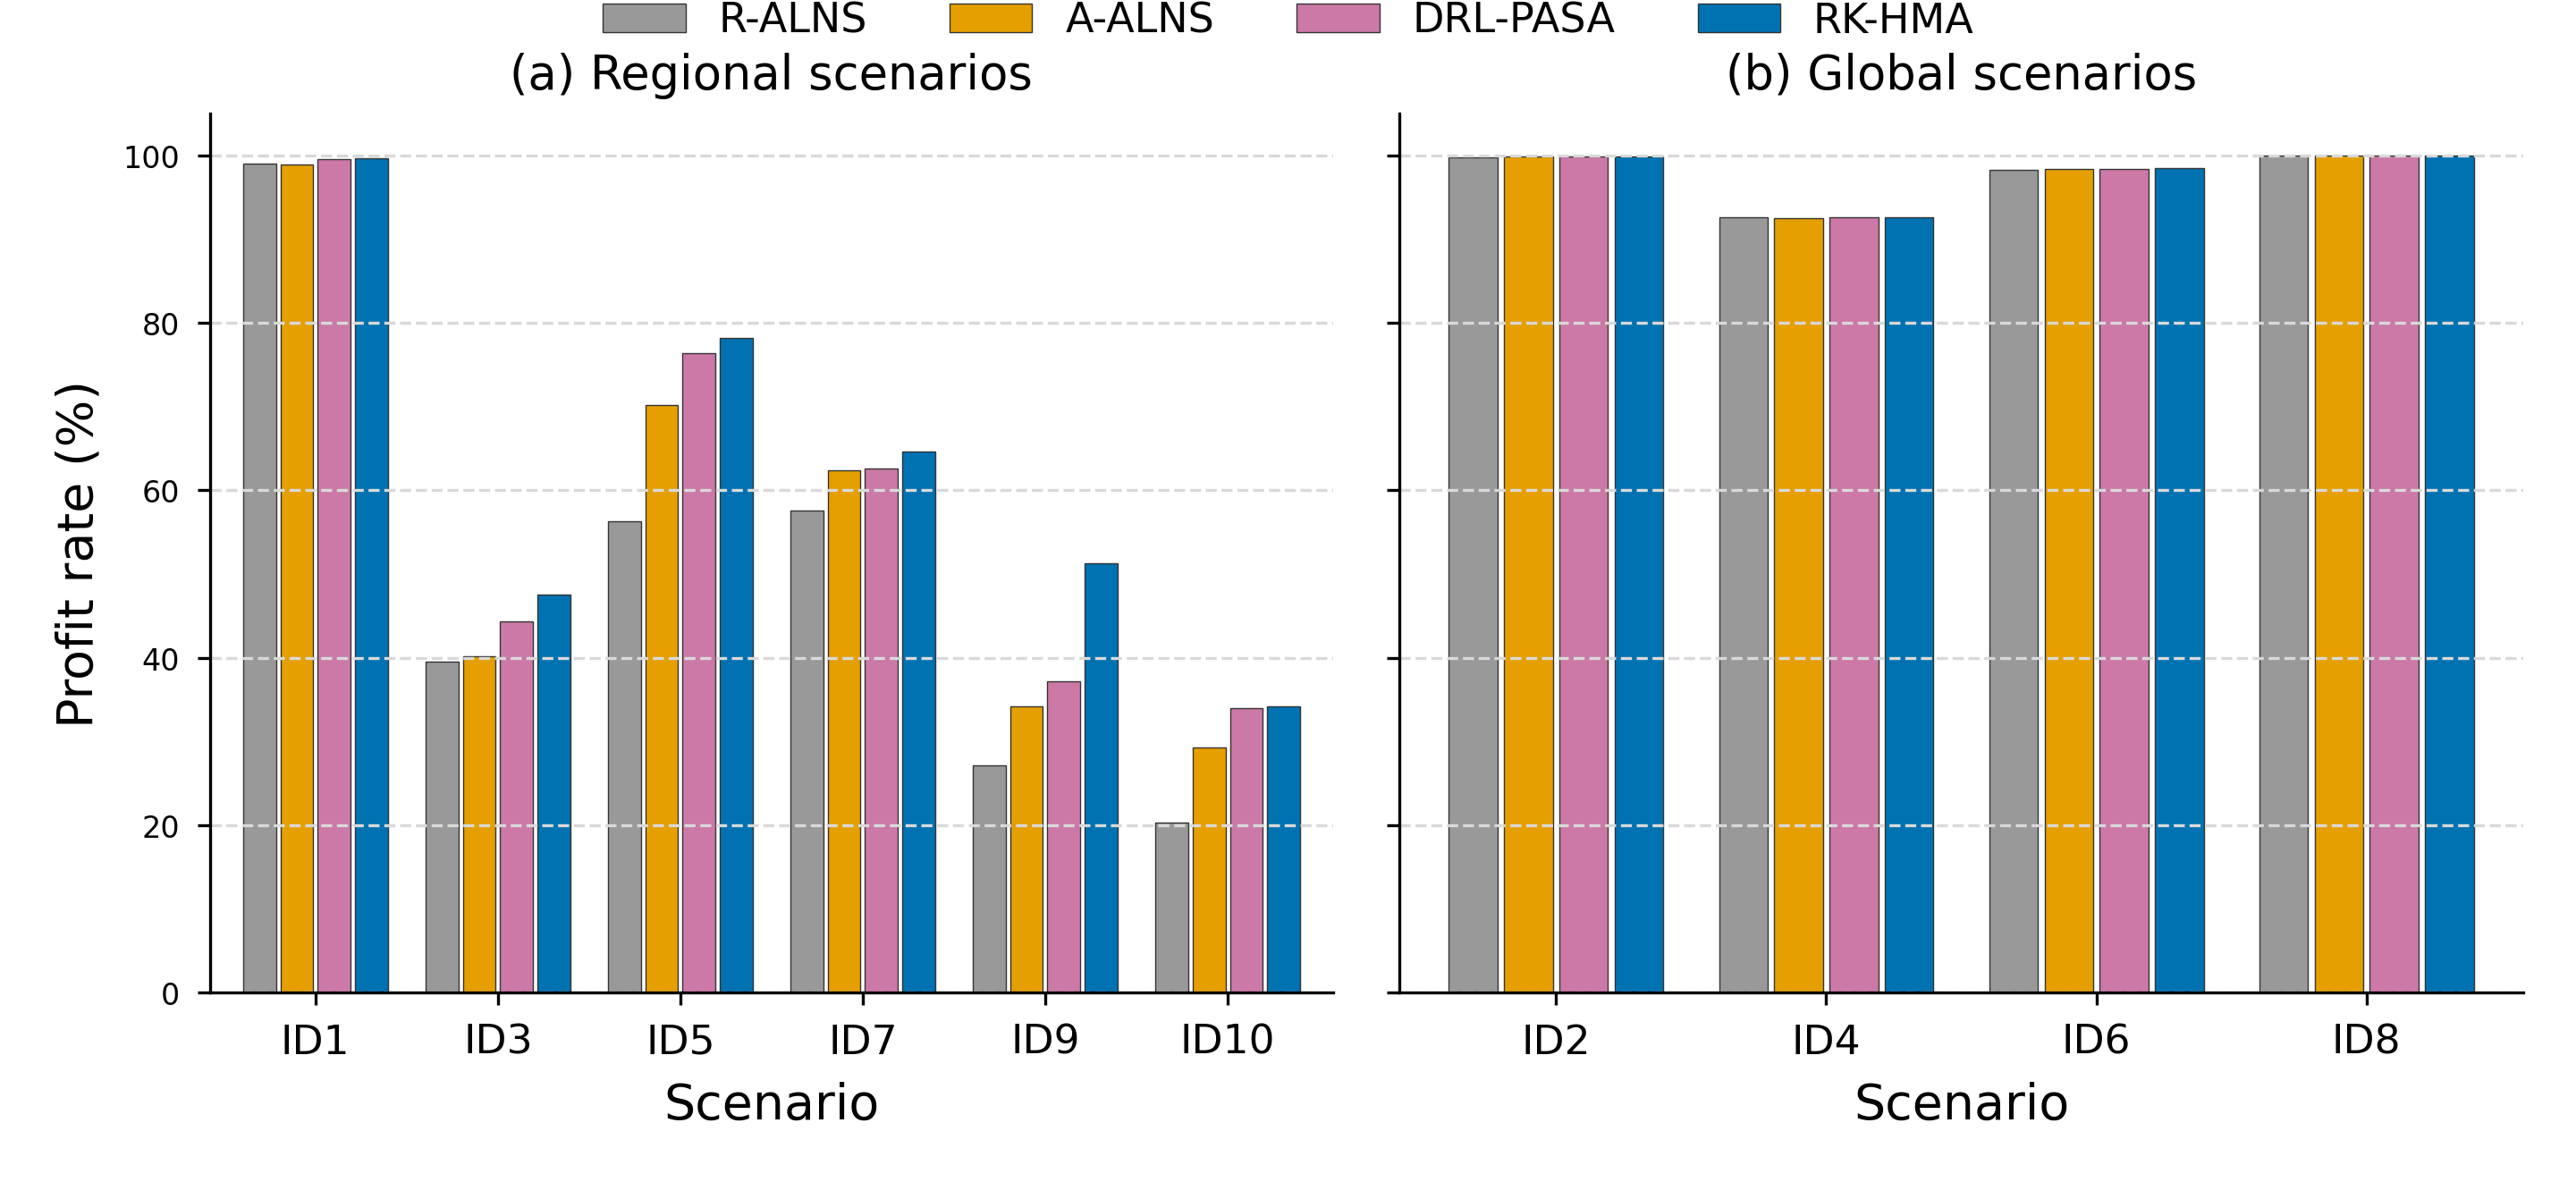 R-ALNS A-ALNS DRL-PASA RK-HMA
(a) Regional scenarios
(b) Global scenarios
Profit rate (%)
100
80
60
40
20
0
ID1 ID3 ID5 ID7 ID9 ID10
Scenario
ID2 ID4 ID6 ID8
Scenario